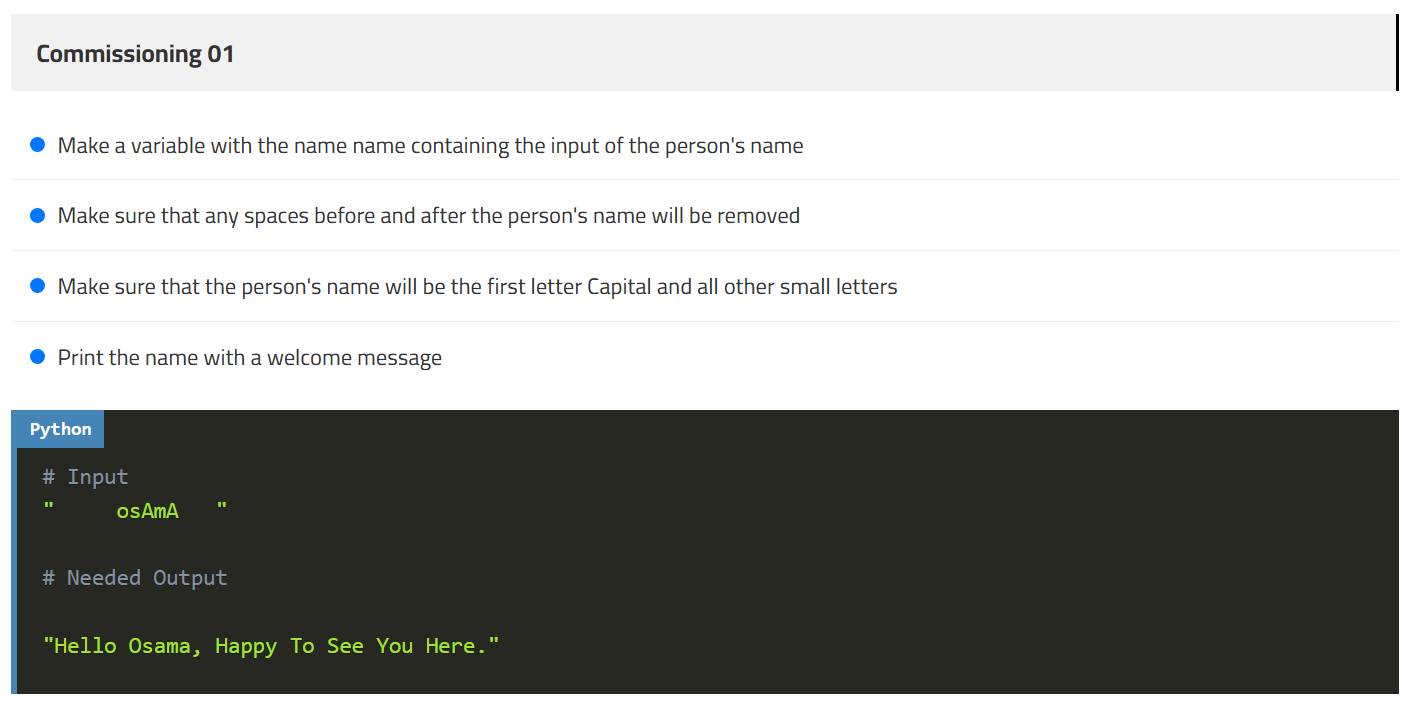 Commissioning 01
Make a variable with the name name containing the input of the person's name
Make sure that any spaces before and after the person's name will be removed
Make sure that the person's name will be the first letter Capital and all other small letters
Print the name with a welcome message
Python
# Input
"     osAmA   "
# Needed Output
"Hello Osama, Happy To See You Here."